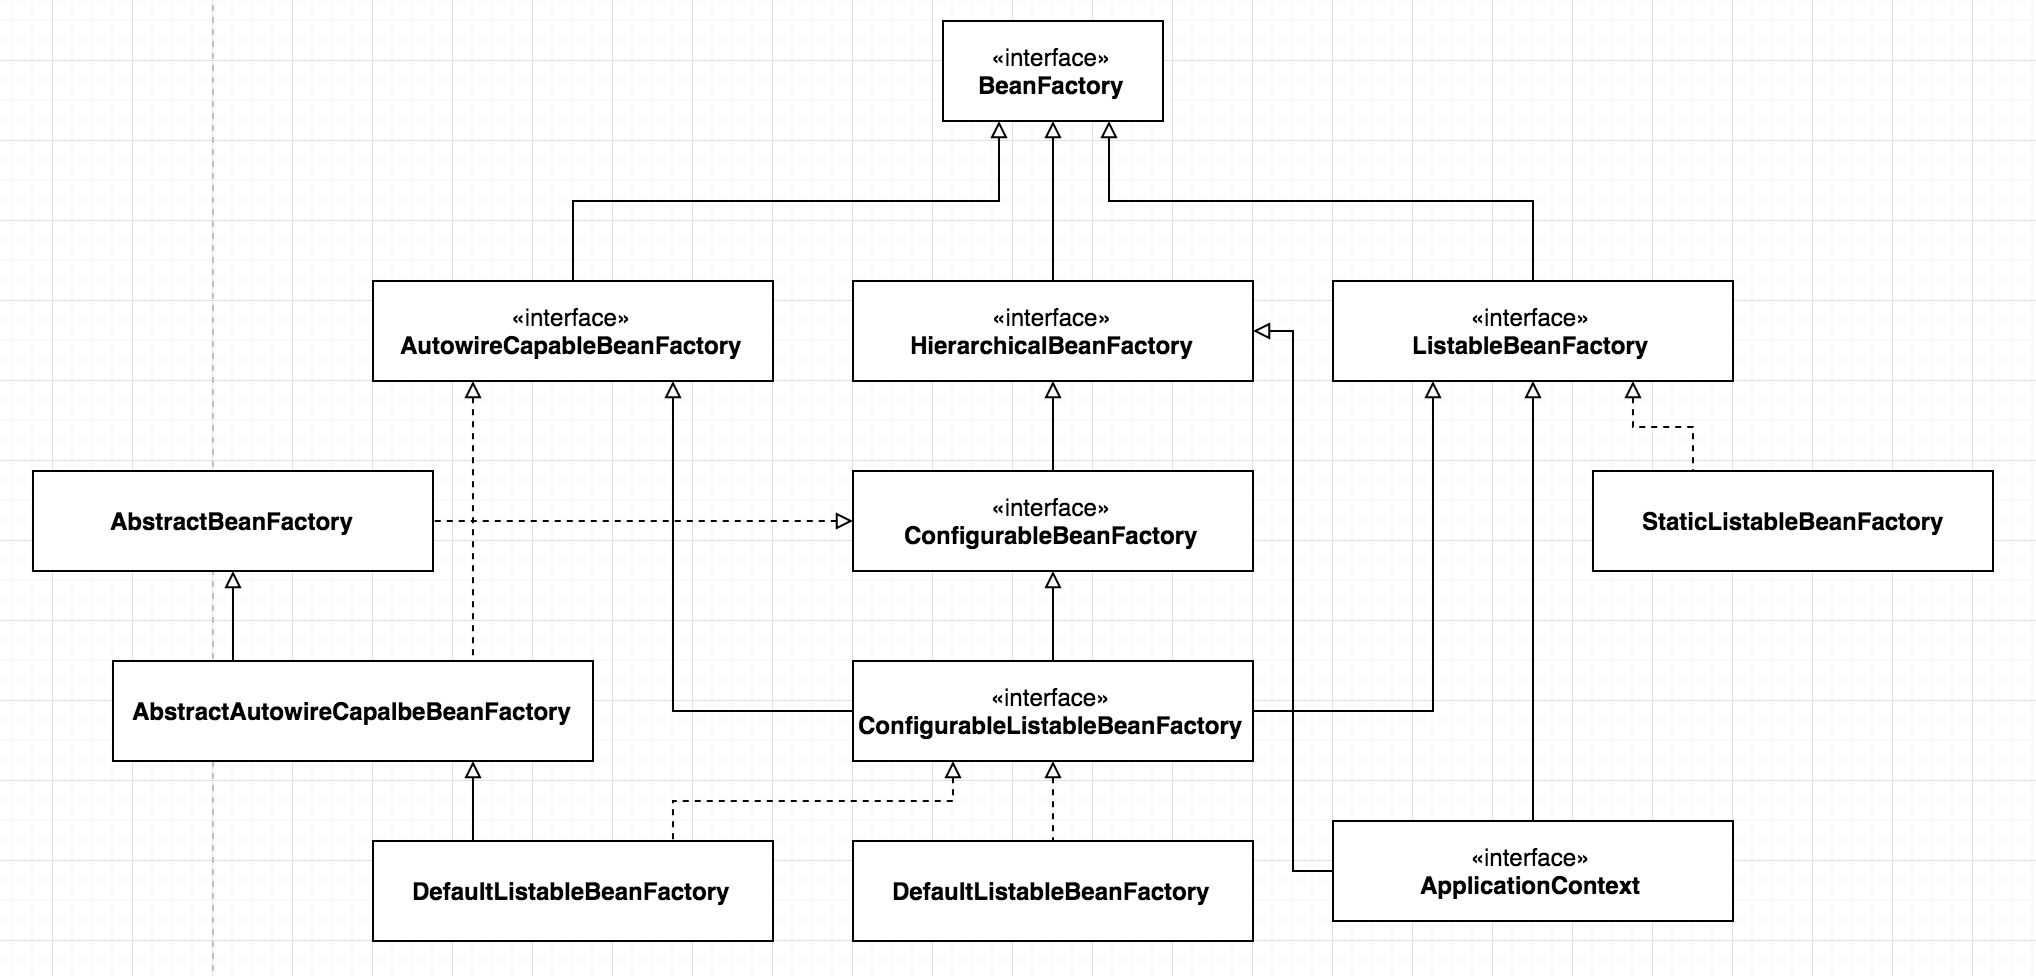 «interface»
BeanFactory
«interface»
AutowireCapableBeanFactory
«interface»
HierarchicalBeanFactory
«interface»
ListableBeanFactory
AbstractBeanFactory
«interface»
ConfigurableBeanFactory
StaticListableBeanFactory
AbstractAutowireCapalbeBeanFactory
«interface»
ConfigurableListableBeanFactory
DefaultListableBeanFactory
DefaultListableBeanFactory
«interface»
ApplicationContext